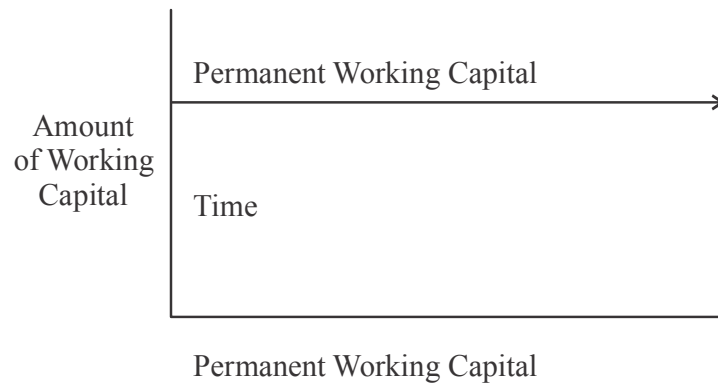 Permanent Working Capital
Amount
of Working
Capital
Time
Permanent Working Capital